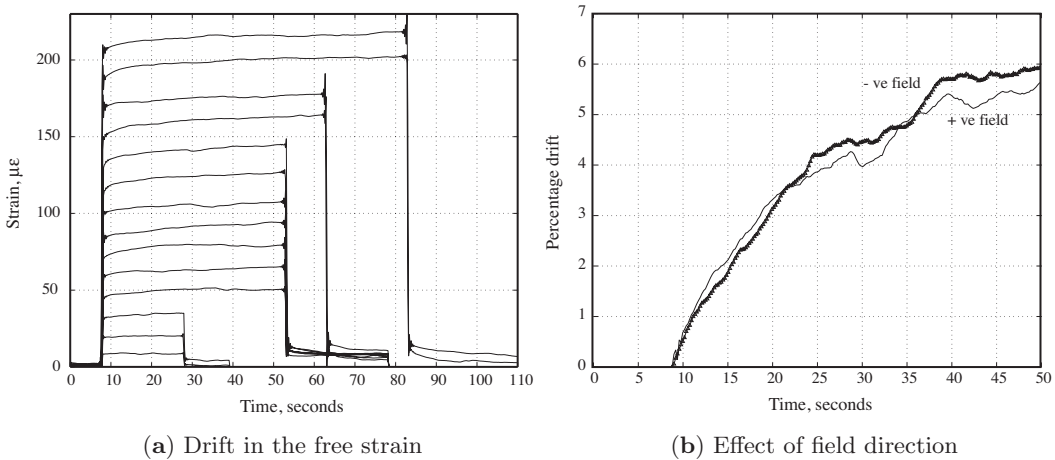 200
150
100
50
0
Strain, µε
0 10 20 30 40 50 60 70 80 90 100 110
Time, seconds
(a) Drift in the free strain
7
6
5
4
3
2
1
0
Percentage drift
- ve field
+ ve field
0 5 10 15 20 25 30 35 40 45 50
Time, seconds
(b) Effect of field direction